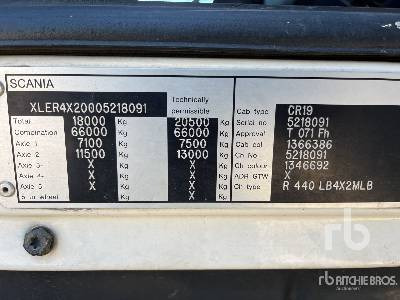 SCANIA
XLER4X20005218091 Technically permissible
Total 18000 Kg 20500 Kg
Combination 66000 Kg 66000 Kg
Axle 1 7100 Kg 7500 Kg
Axle 2 11500 Kg 13000 Kg
Axle 3 X Kg X Kg
Axle 4 X Kg X Kg
Axle 5 X Kg X Kg
5:th wheel X Kg X Kg
Cab type CR19
Serial no 5218091
Approval T 071 Fh
Cab col 1366386
Ch No 5218091
Ch colour 1346692
ADR GTW X
Ch type R 440 LB4X2MLB
rb
rb RITCHIE BROS.